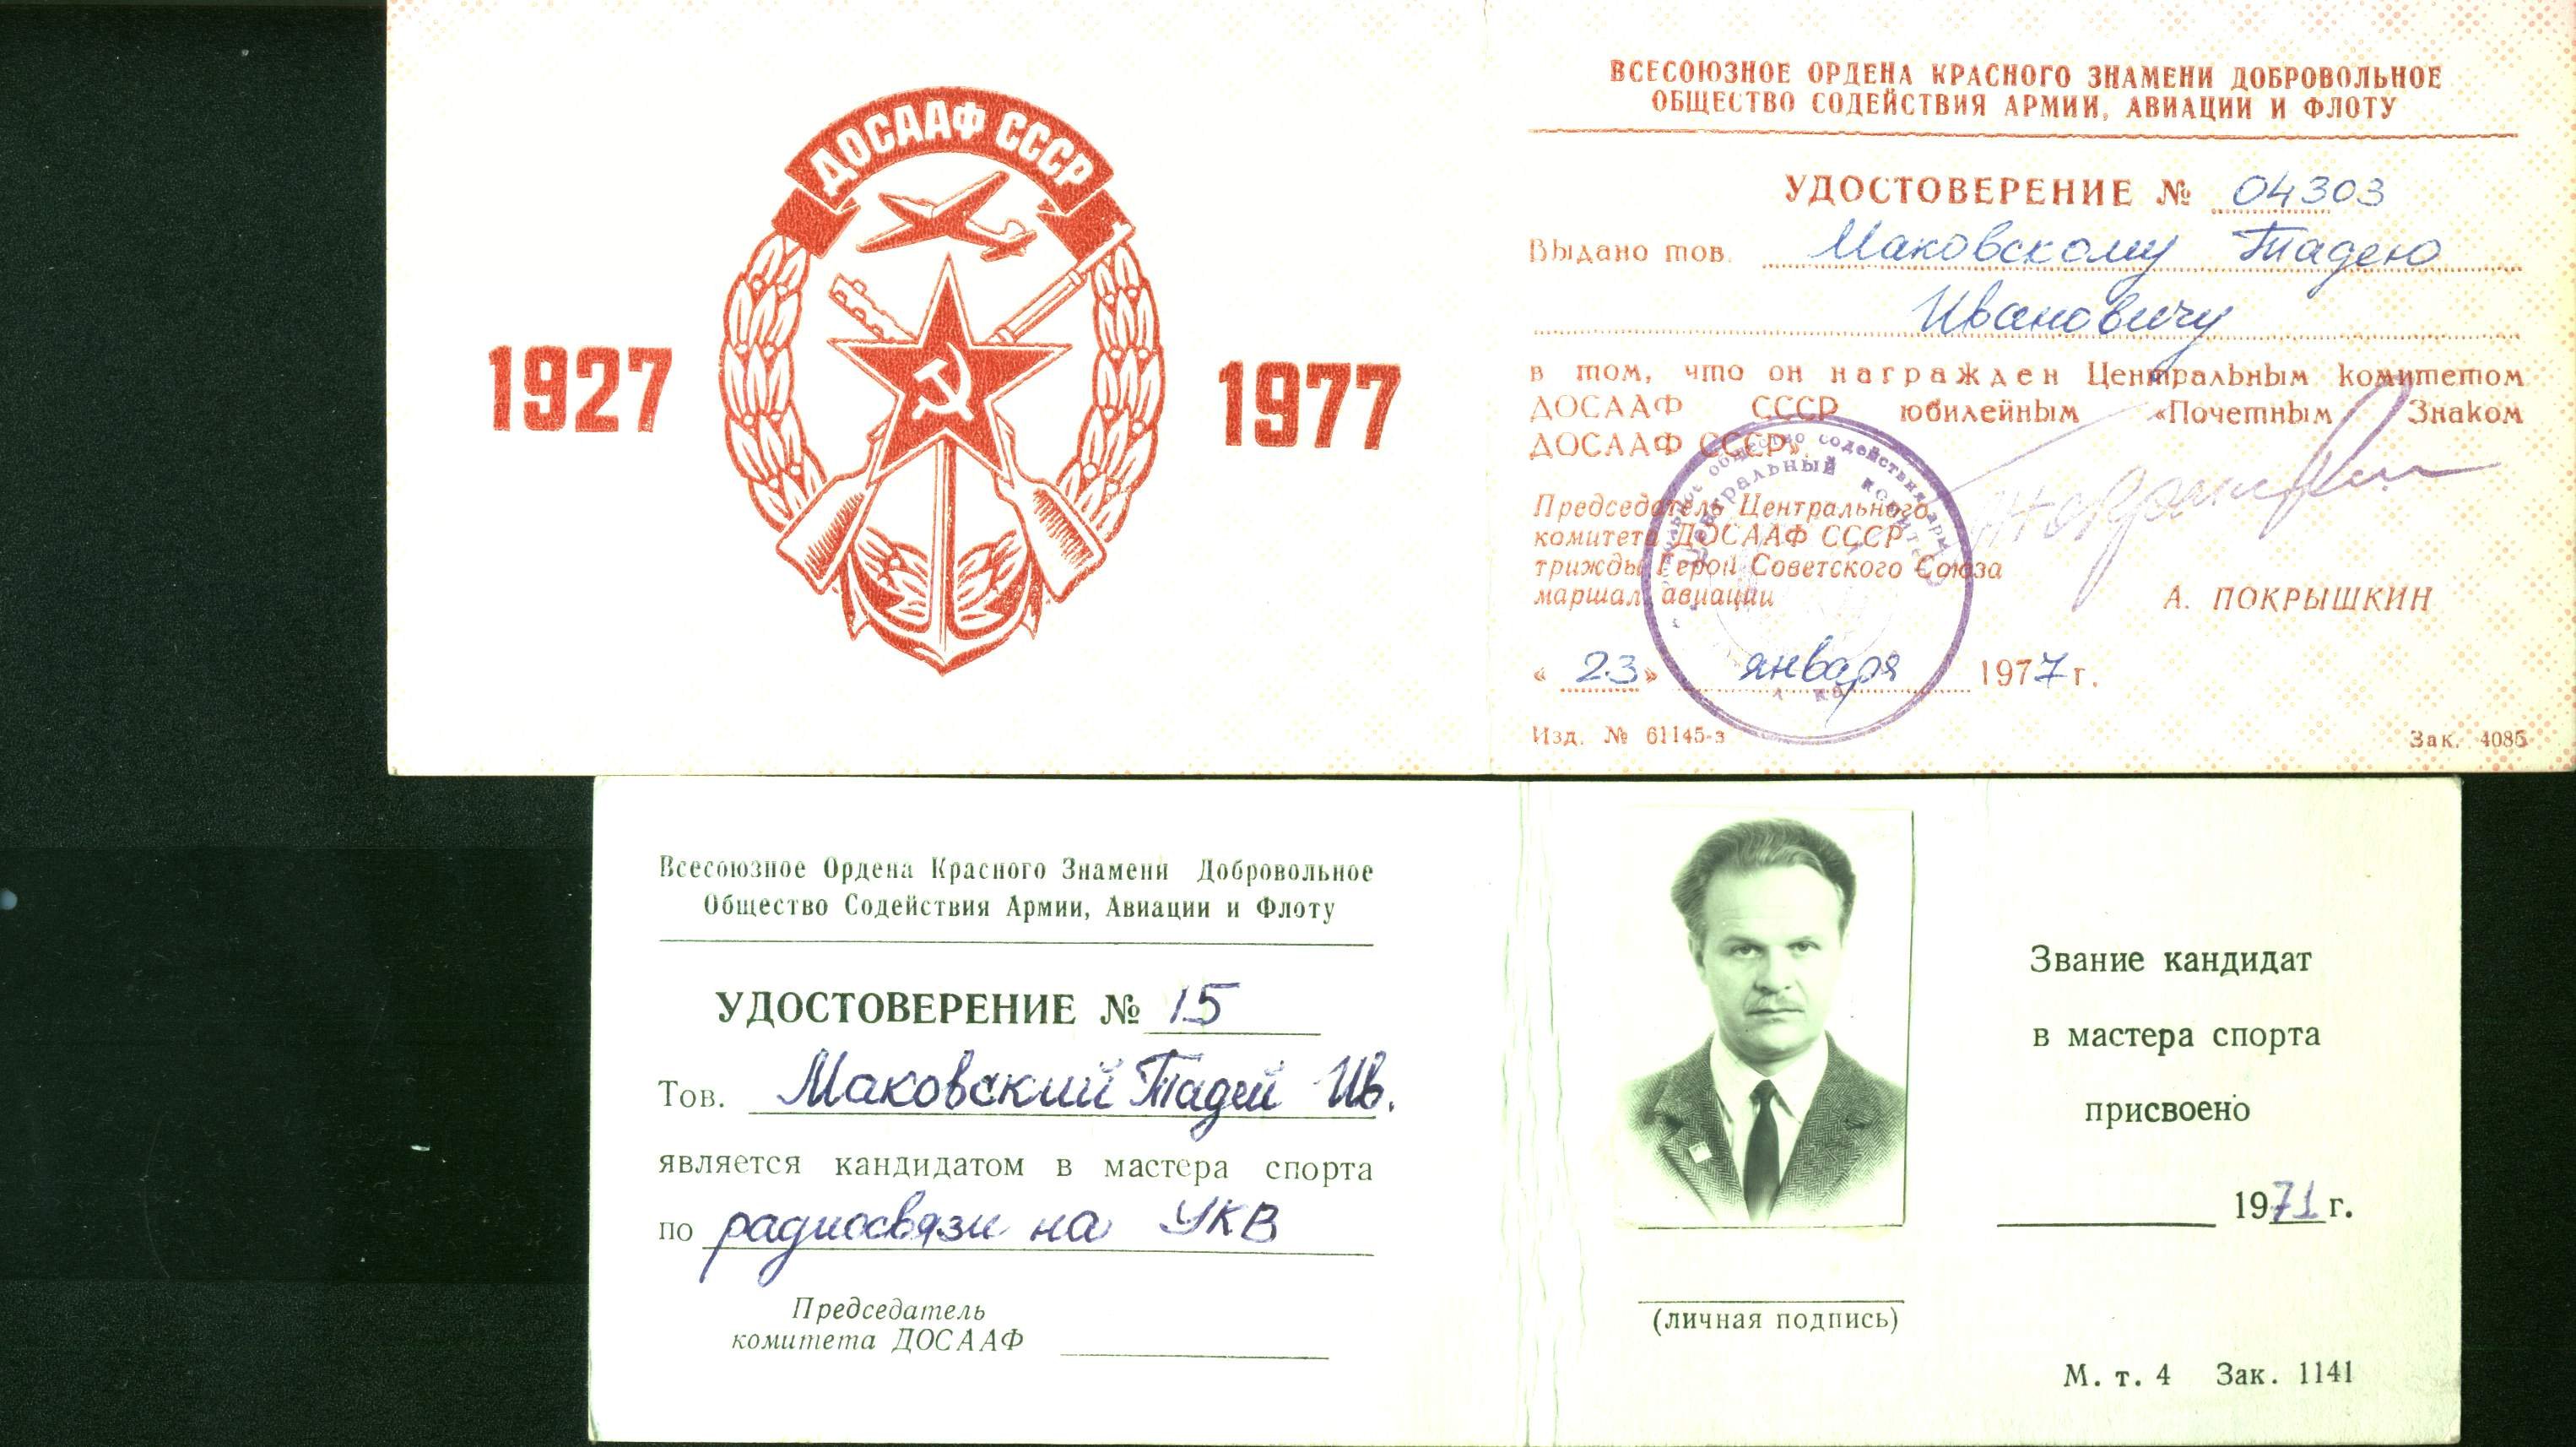 ДОСААФ СССР
1927
1977
ВСЕСОЮЗНОЕ ОРДЕНА КРАСНОГО ЗНАМЕНИ ДОБРОВОЛЬНОЕ
ОБЩЕСТВО СОДЕЙСТВИЯ АРМИИ, АВИАЦИИ И ФЛОТУ
УДОСТОВЕРЕНИЕ № 04303
Выдано тов. Маковскому Тадею
Ивановичу
в том, что он награжден Центральным комитетом
ДОСААФ СССР юбилейным «Почетным Знаком
ДОСААФ СССР».
Председатель Центрального
комитета ДОСААФ СССР
трижды Герой Советского Союза
маршал авиации
А. ПОКРЫШКИН
общество содействия
Центральный комитет
« 23 » января 1977 г.
Изд. № 61145-з
Зак. 4085
Всесоюзное Ордена Красного Знамени Добровольное
Общество Содействия Армии, Авиации и Флоту
УДОСТОВЕРЕНИЕ № 15
Тов. Маковский Тадей Ив.
является кандидатом в мастера спорта
по радиосвязи на УКВ
Председатель
комитета ДОСААФ
(личная подпись)
Звание кандидат
в мастера спорта
присвоено
1971 г.
М. т. 4 Зак. 1141